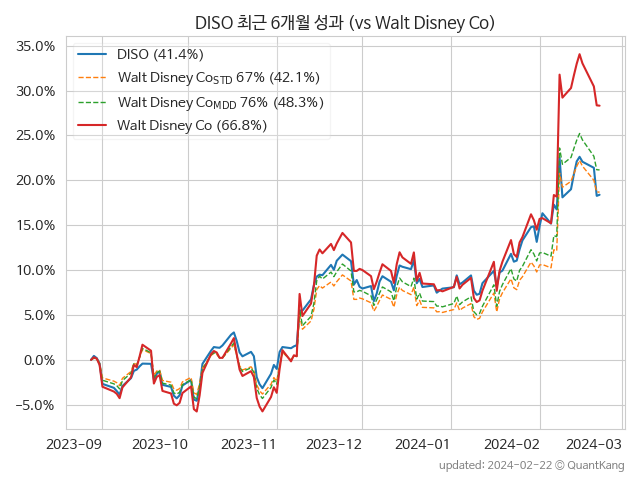 DISO 최근 6개월 성과 (vs Walt Disney Co)
35.0%
30.0%
25.0%
20.0%
15.0%
10.0%
5.0%
0.0%
−5.0%
DISO (41.4%)
Walt Disney CoSTD 67% (42.1%)
Walt Disney CoMDD 76% (48.3%)
Walt Disney Co (66.8%)
2023−09 2023−10 2023−11 2023−12 2024−01 2024−02 2024−03
updated: 2024−02−22 © QuantKang